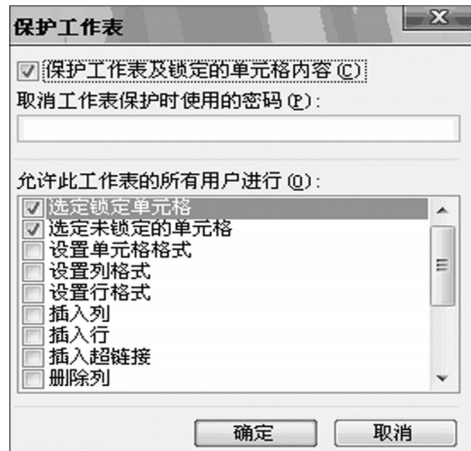 保护工作表
保护工作表及锁定的单元格内容(C)
取消工作表保护时使用的密码(P):
允许此工作表的所有用户进行(O):
选定锁定单元格
选定未锁定的单元格
设置单元格格式
设置列格式
设置行格式
插入列
插入行
插入超链接
删除列
确定
取消